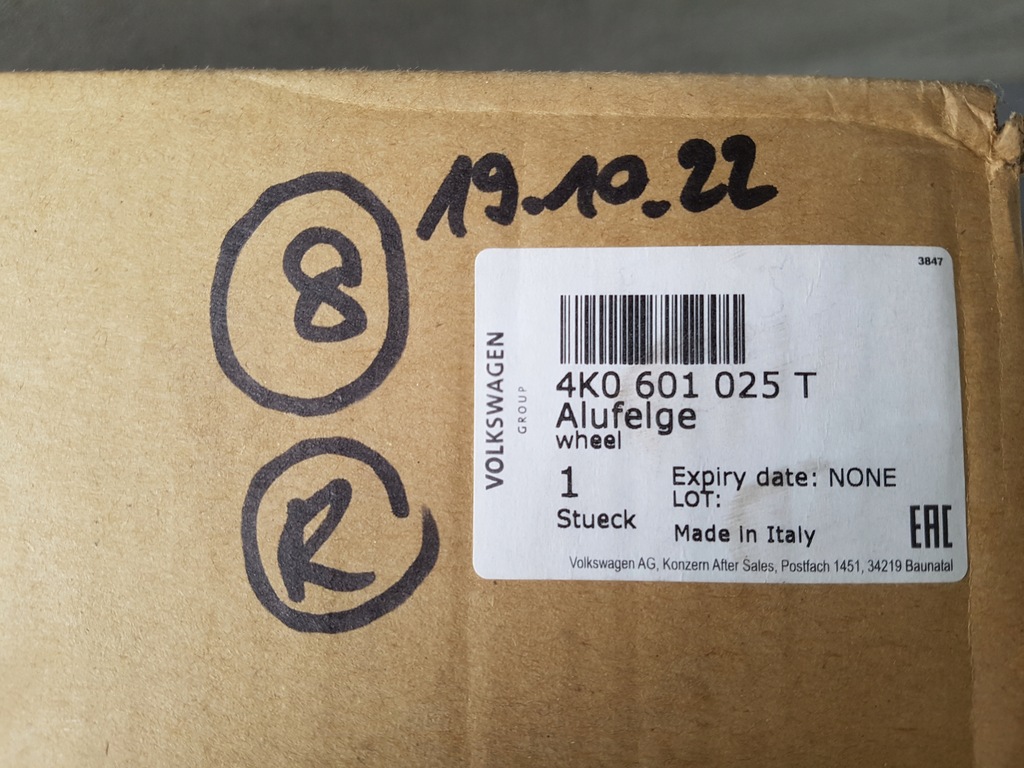 19.10.22
8
R
3847
VOLKSWAGEN
GROUP
4K0 601 025 T
Alufelge
wheel
1
Stueck
Expiry date: NONE
LOT:
Made in Italy
EAC
Volkswagen AG, Konzern After Sales, Postfach 1451, 34219 Baunatal